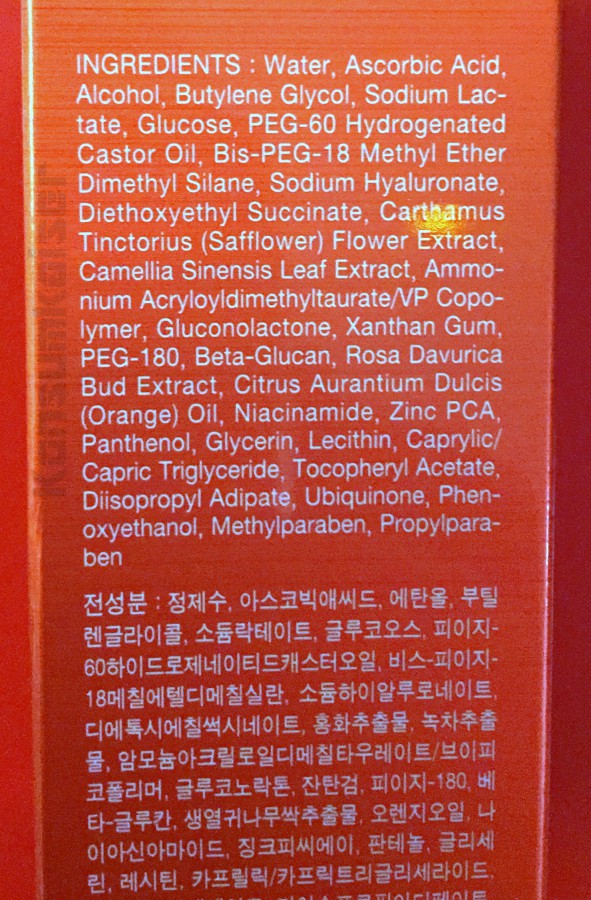 INGREDIENTS : Water, Ascorbic Acid,
Alcohol, Butylene Glycol, Sodium Lac-
tate, Glucose, PEG-60 Hydrogenated
Castor Oil, Bis-PEG-18 Methyl Ether
Dimethyl Silane, Sodium Hyaluronate,
Diethoxyethyl Succinate, Carthamus
Tinctorius (Safflower) Flower Extract,
Camellia Sinensis Leaf Extract, Ammo-
nium Acryloyldimethyltaurate/VP Copo-
lymer, Gluconolactone, Xanthan Gum,
PEG-180, Beta-Glucan, Rosa Davurica
Bud Extract, Citrus Aurantium Dulcis
(Orange) Oil, Niacinamide, Zinc PCA,
Panthenol, Glycerin, Lecithin, Caprylic/
Capric Triglyceride, Tocopheryl Acetate,
Diisopropyl Adipate, Ubiquinone, Phen-
oxyethanol, Methylparaben, Propylpara-
ben
전성분 : 정제수, 아스코빅애씨드, 에탄올, 부틸
렌글라이콜, 소듐락테이트, 글루코오스, 피이지-
60하이드로제네이티드캐스터오일, 비스-피이지-
18메칠에텔디메칠실란, 소듐하이알루로네이트,
디에톡시에칠썩시네이트, 홍화추출물, 녹차추출
물, 암모늄아크릴로일디메칠타우레이트/브이피
코폴리머, 글루코노락톤, 잔탄검, 피이지-180, 베
타-글루칸, 생열귀나무싹추출물, 오렌지오일, 나
이아신아마이드, 징크피씨에이, 판테놀, 글리세
린, 레시틴, 카프릴릭/카프릭트리글리세라이드,